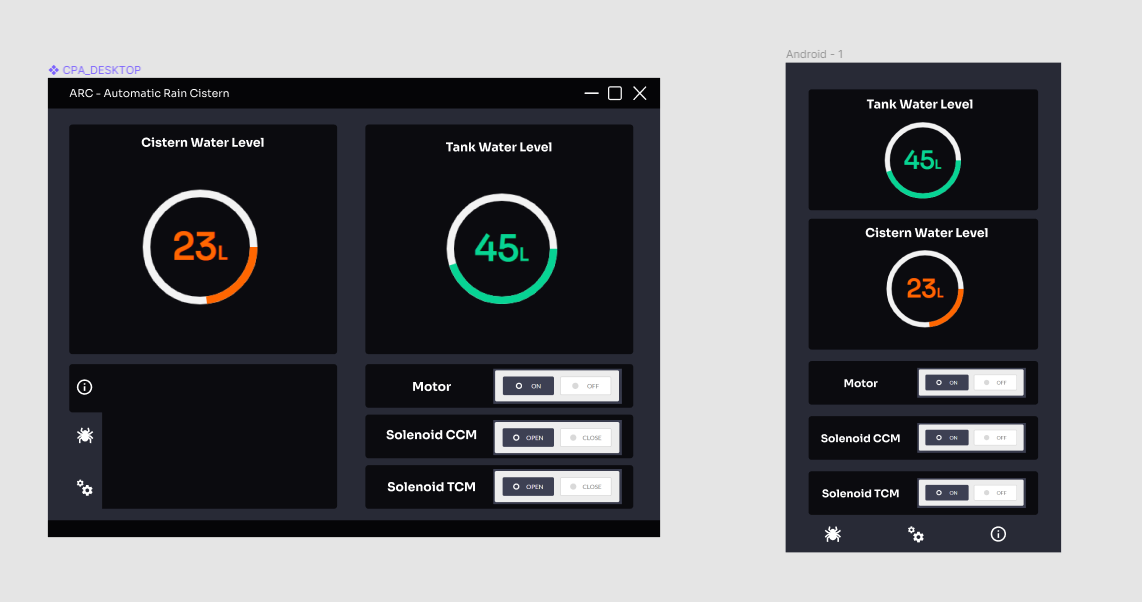 CPA_DESKTOP
ARC - Automatic Rain Cistern
Cistern Water Level
23L
Tank Water Level
45L
Motor
ON
OFF
Solenoid CCM
OPEN
CLOSE
Solenoid TCM
OPEN
CLOSE
Android - 1
Tank Water Level
45L
Cistern Water Level
23L
Motor
ON
OFF
Solenoid CCM
ON
OFF
Solenoid TCM
ON
OFF